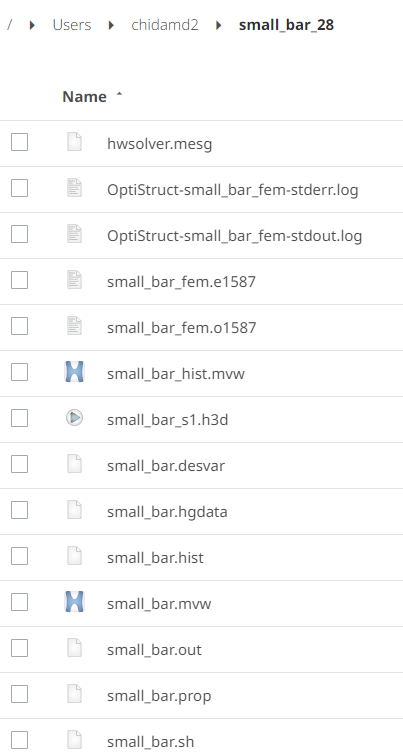 / Users chidamd2 small_bar_28
Name
hwsolver.mesg
OptiStruct-small_bar_fem-stderr.log
OptiStruct-small_bar_fem-stdout.log
small_bar_fem.e1587
small_bar_fem.o1587
small_bar_hist.mvw
small_bar_s1.h3d
small_bar.desvar
small_bar.hgdata
small_bar.hist
small_bar.mvw
small_bar.out
small_bar.prop
small_bar.sh